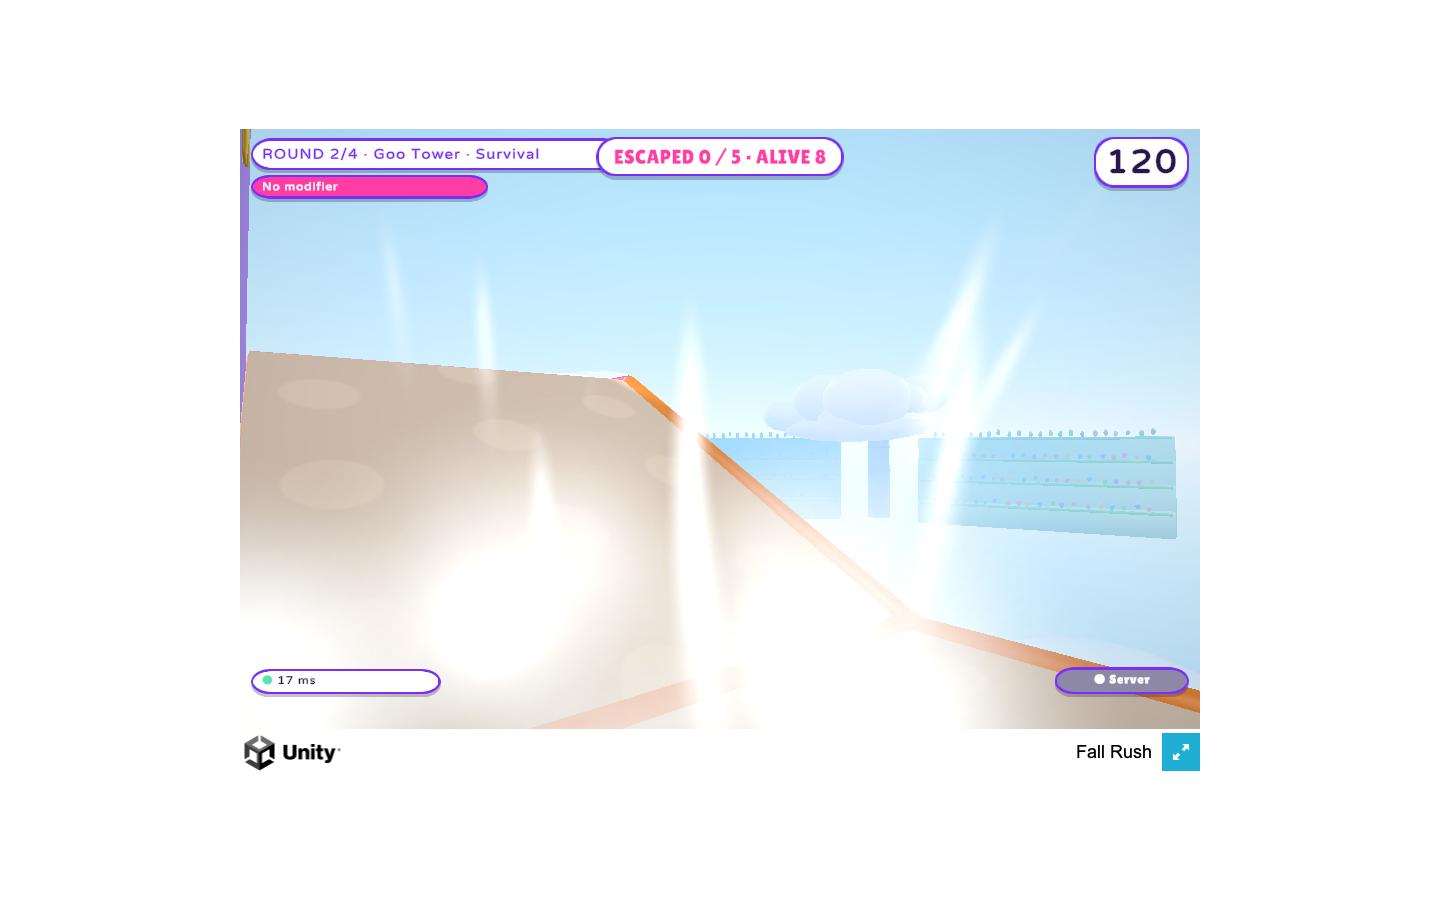 ROUND 2/4 · Goo Tower · Survival
ESCAPED 0 / 5 · ALIVE 8
120
No modifier
17 ms
Server
Unity
Fall Rush